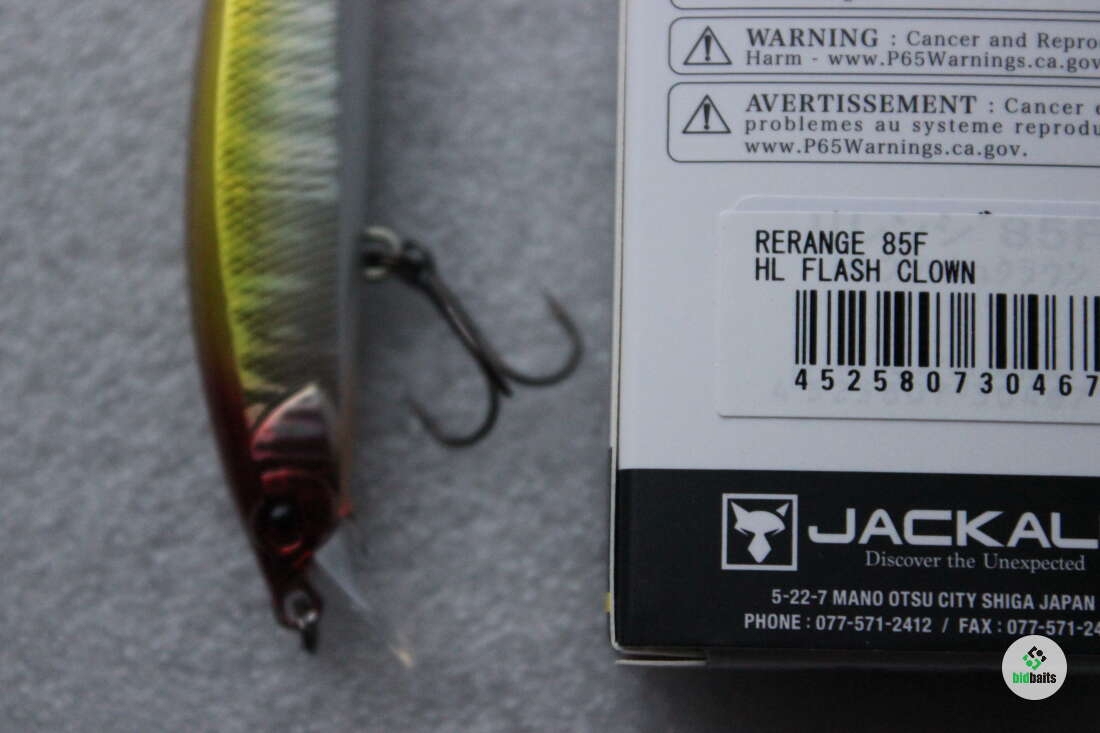 WARNING : Cancer and Repro
Harm - www.P65Warnings.ca.gov
AVERTISSEMENT : Cancer e
problemes au systeme reprodu
www.P65Warnings.ca.gov.
RERANGE 85F
HL FLASH CLOWN
452580730467
JACKAL
Discover the Unexpected
5-22-7 MANO OTSU CITY SHIGA JAPAN
PHONE : 077-571-2412 / FAX : 077-571-24
bidbaits